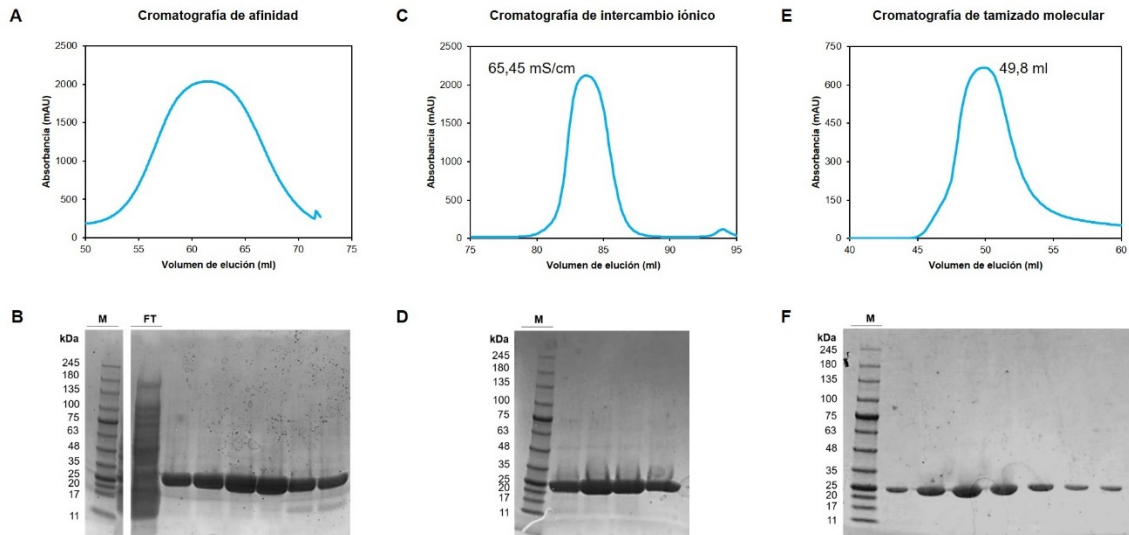 A Cromatografía de afinidad
2500
2000
1500
1000
500
0
Absorbancia (mAU)
50 55 60 65 70 75
Volumen de elución (ml)
C Cromatografía de intercambio iónico
65,45 mS/cm
2500
2000
1500
1000
500
0
Absorbancia (mAU)
75 80 85 90 95
Volumen de elución (ml)
E Cromatografía de tamizado molecular
49,8 ml
750
600
450
300
150
0
Absorbancia (mAU)
40 45 50 55 60
Volumen de elución (ml)
B
M FT
kDa
245
180
135
100
75
63
48
35
25
20
17
11
D
M
kDa
245
180
135
100
75
63
48
35
25
20
17
11
F
M
kDa
245
180
135
100
75
63
48
35
25
20
17
11